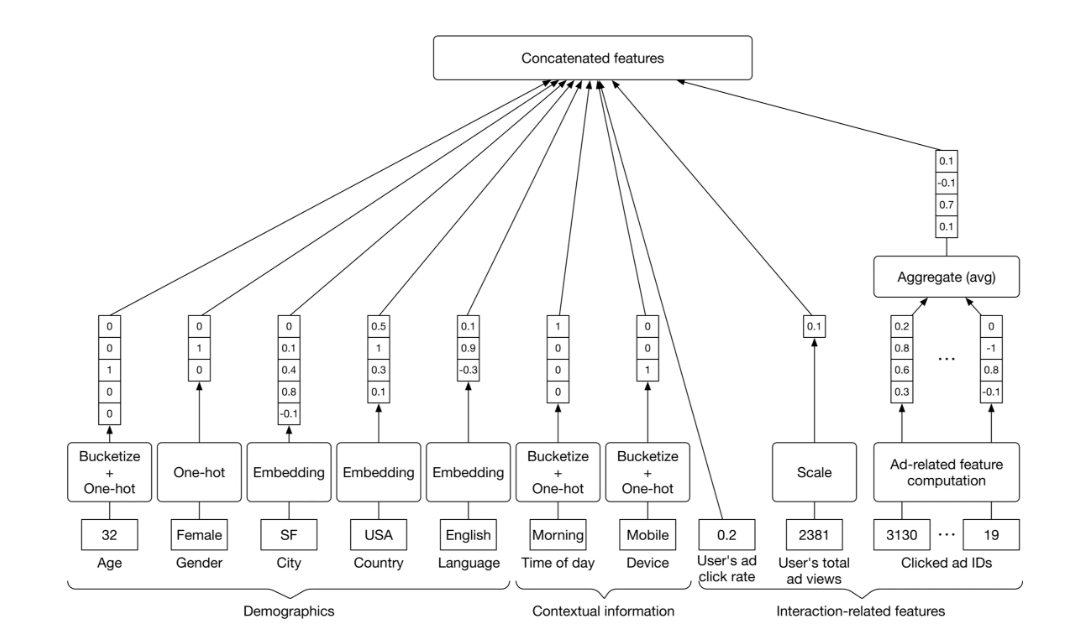 Concatenated features
0.1
-0.1
0.7
0.1
Aggregate (avg)
0
0
1
0
0
0
1
0
0
0.1
0.4
0.8
-0.1
0.5
1
0.3
0.1
0.1
0.9
-0.3
1
0
0
0
0
0
1
0.1
0.2
0.8
0.6
0.3
...
0
-1
0.8
-0.1
Bucketize
+
One-hot
One-hot
Embedding
Embedding
Embedding
Bucketize
+
One-hot
Bucketize
+
One-hot
Scale
Ad-related feature
computation
32
Female
SF
USA
English
Morning
Mobile
0.2
2381
3130 ... 19
Age
Gender
City
Country
Language
Time of day
Device
User's ad
click rate
User's total
ad views
Clicked ad IDs
Demographics
Contextual information
Interaction-related features